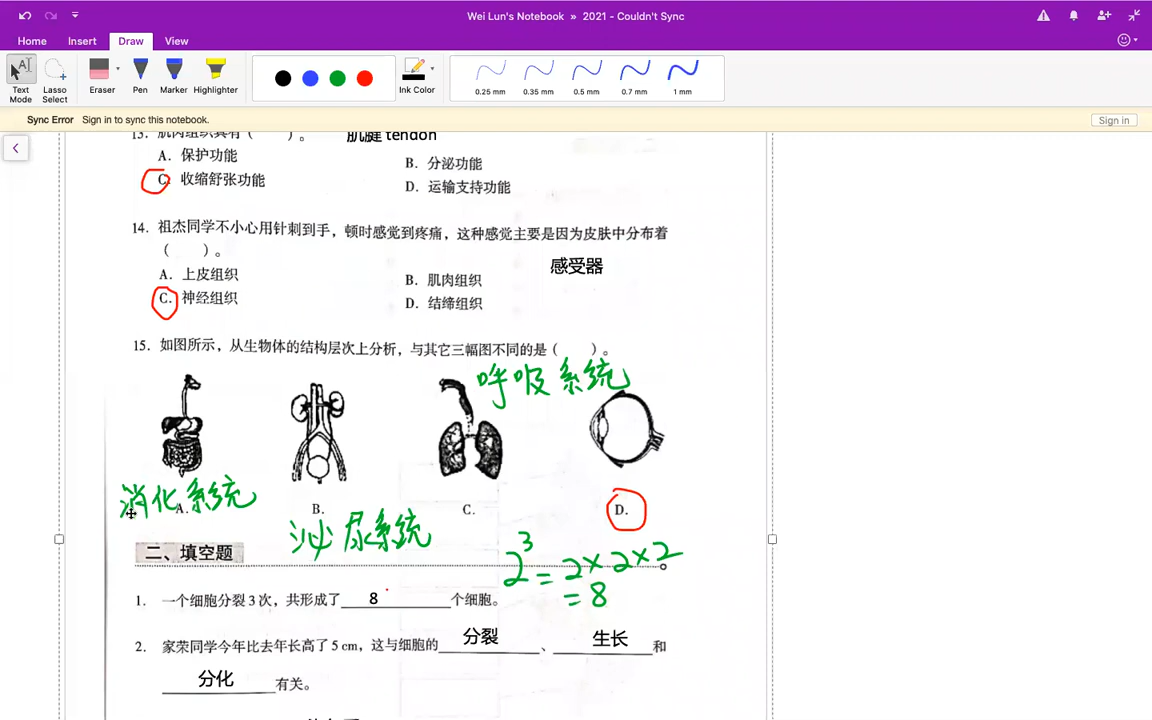 Wei Lun's Notebook » 2021 - Couldn't Sync
Home Insert Draw View
Text Mode
Lasso Select
Eraser
Pen
Marker
Highlighter
Ink Color
0.25 mm 0.35 mm 0.5 mm 0.7 mm 1 mm
Sync Error Sign in to sync this notebook. Sign in
13. 肌肉组织具有( )。 肌腱 tendon
A. 保护功能 B. 分泌功能
C. 收缩舒张功能 D. 运输支持功能
14. 祖杰同学不小心用针刺到手，顿时感觉到疼痛，这种感觉主要是因为皮肤中分布着
( )。
感受器
A. 上皮组织 B. 肌肉组织
C. 神经组织 D. 结缔组织
15. 如图所示，从生物体的结构层次上分析，与其它三幅图不同的是( )。
呼吸系统
消化系统
A. B. C. D.
泌尿系统
二、填空题
2³ = 2×2×2
= 8
1. 一个细胞分裂3次，共形成了 8 个细胞。
2. 家荣同学今年比去年长高了5 cm，这与细胞的 分裂 、 生长 和
分化 有关。